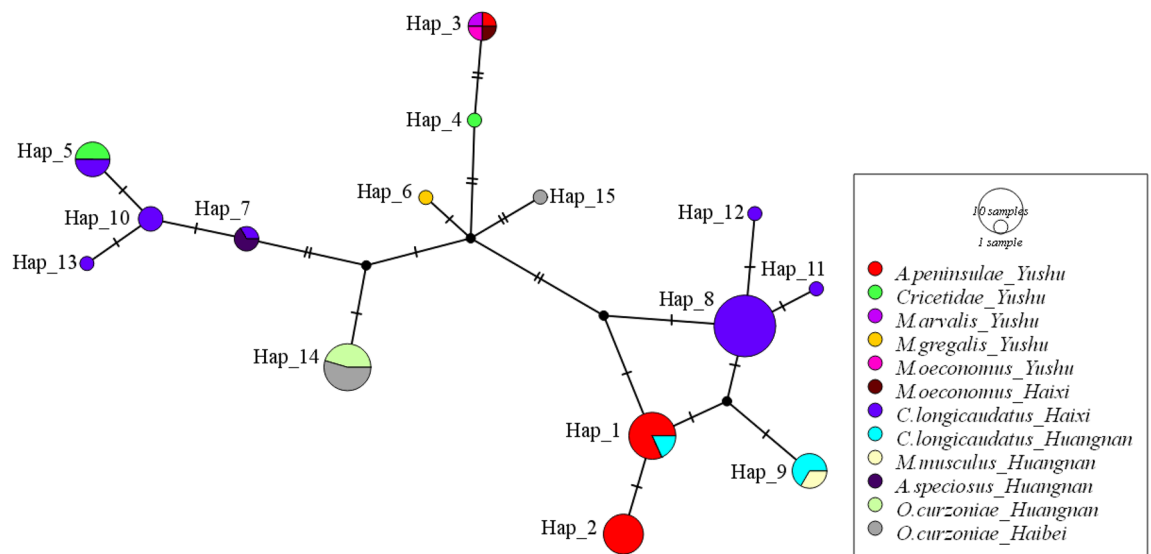 Hap_3
Hap_4
Hap_5
Hap_10
Hap_7
Hap_13
Hap_6
Hap_15
Hap_14
Hap_12
Hap_11
Hap_8
Hap_1
Hap_9
Hap_2
10 samples
1 sample
A.peninsulae_Yushu
Cricetidae_Yushu
M.arvalis_Yushu
M.gregalis_Yushu
M.oeconomus_Yushu
M.oeconomus_Haixi
C.longicaudatus_Haixi
C.longicaudatus_Huangnan
M.musculus_Huangnan
A.speciosus_Huangnan
O.curzoniae_Huangnan
O.curzoniae_Haibei